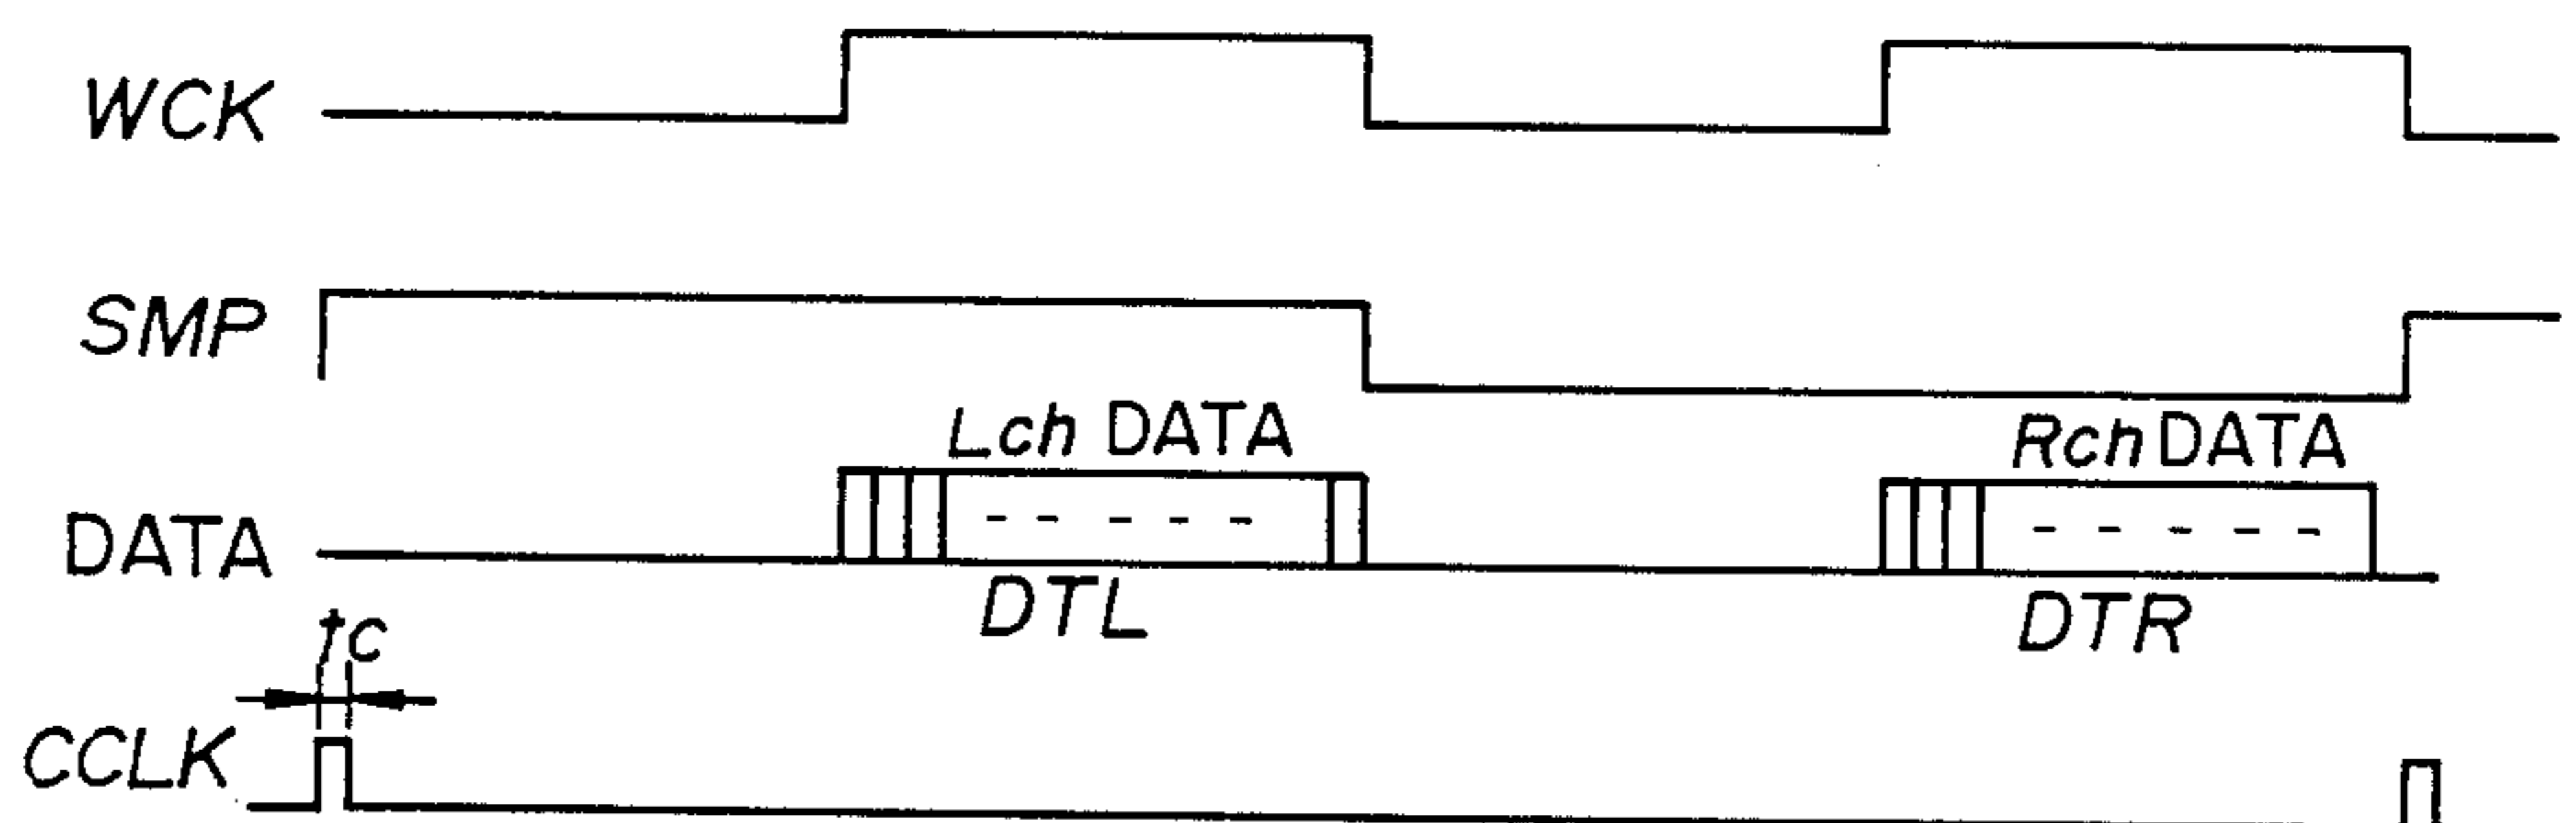 WCK
SMP
Lch DATA
Rch DATA
DATA
DTL
DTR
tc
CCLK